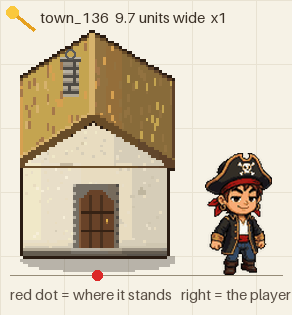 town_136 9.7 units wide x1
red dot = where it stands right = the player